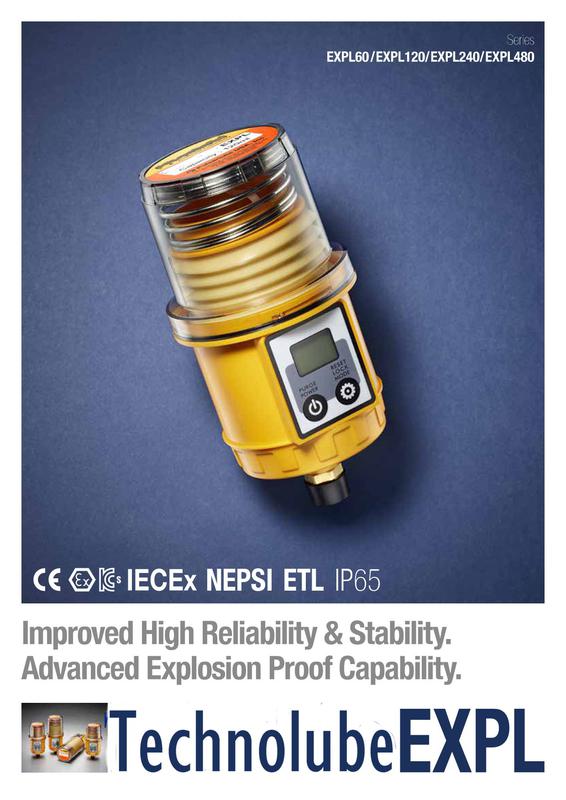 Series
EXPL60/EXPL120/EXPL240/EXPL480
EXPL
PURGE
POWER
RESET
LOCK
MODE
CE Ex KCs IECEx NEPSI ETL IP65
Improved High Reliability & Stability.
Advanced Explosion Proof Capability.
TechnolubeEXPL